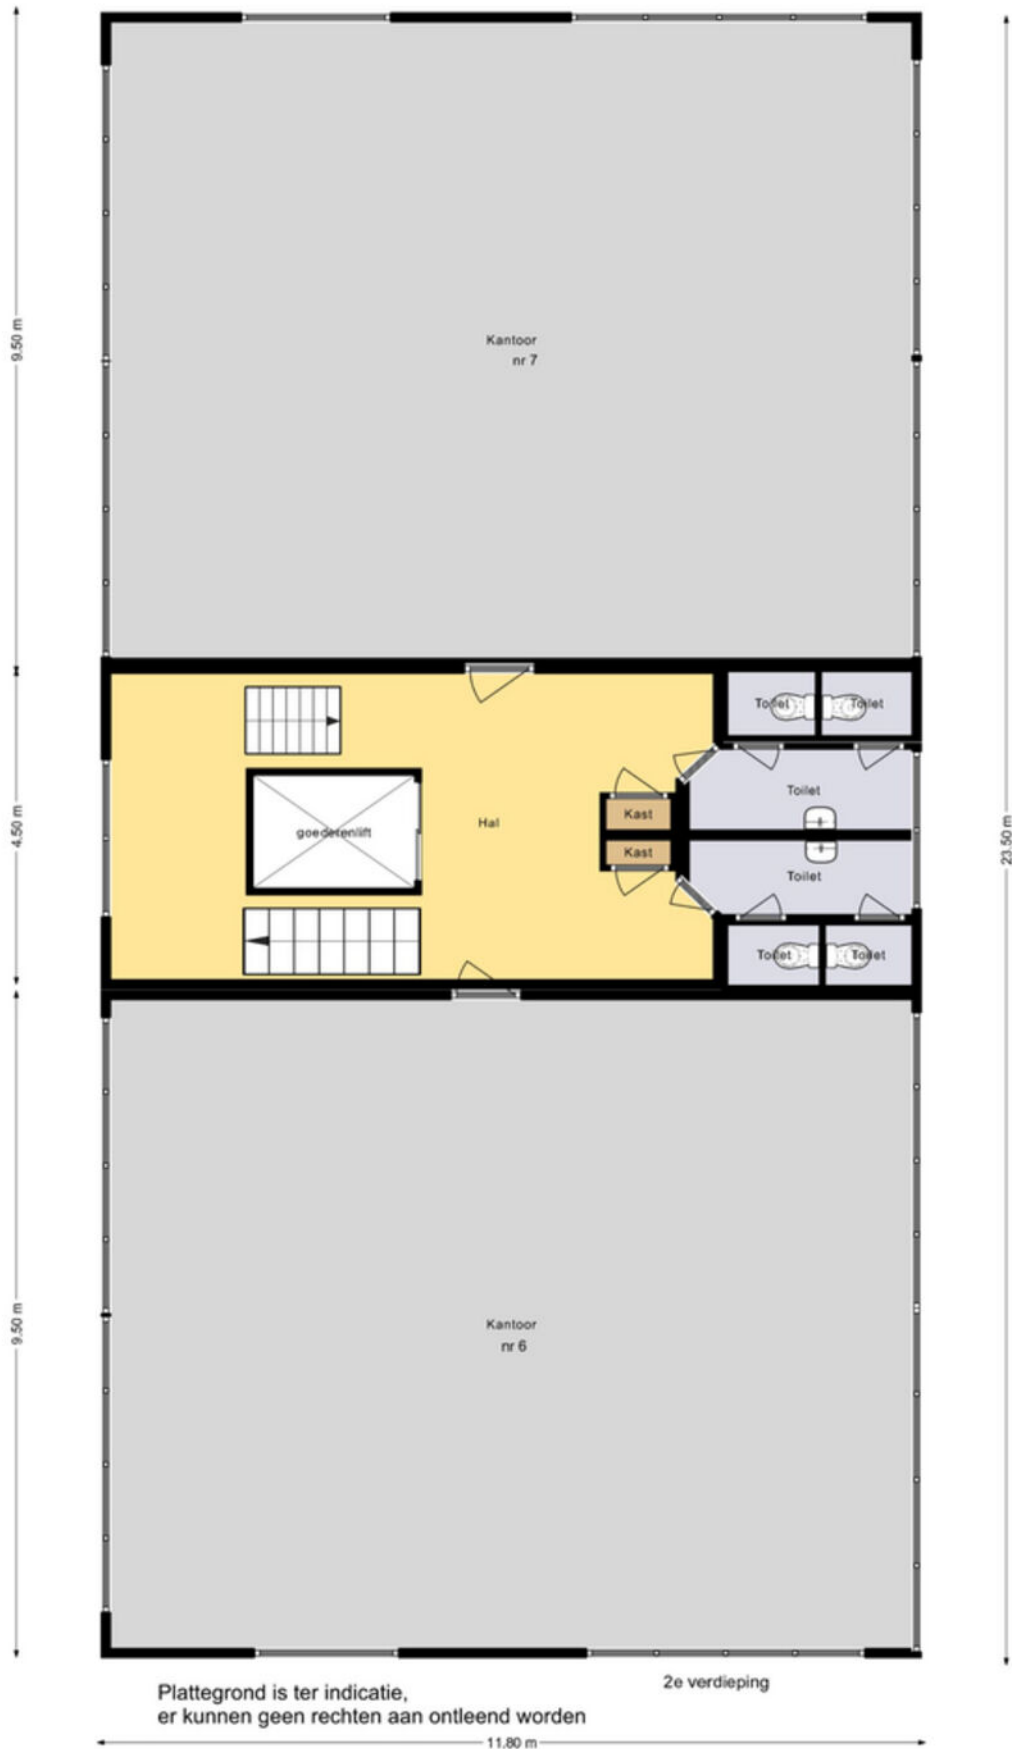 9.50 m
Kantoor
nr 7
Toilet Toilet
Toilet
4.50 m
goederenlift
Hal
Kast
23.50 m
Kast
Toilet
Toilet Toilet
9.50 m
Kantoor
nr 6
2e verdieping
Plattegrond is ter indicatie,
er kunnen geen rechten aan ontleend worden
11.80 m